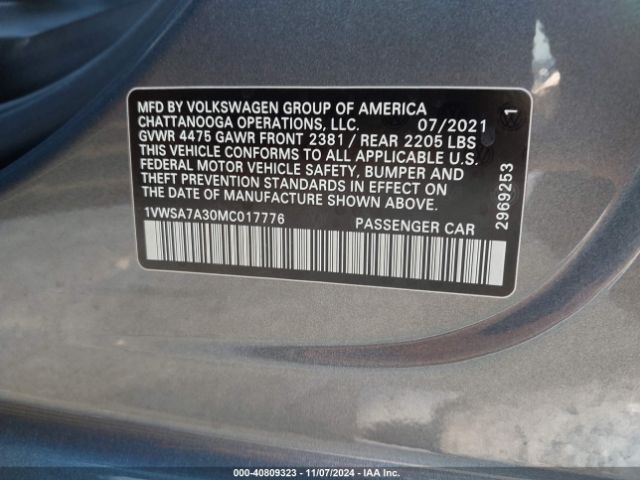 MFD BY VOLKSWAGEN GROUP OF AMERICA
CHATTANOOGA OPERATIONS, LLC. 07/2021
GVWR 4475 GAWR FRONT 2381 / REAR 2205 LBS
THIS VEHICLE CONFORMS TO ALL APPLICABLE U.S.
FEDERAL MOTOR VEHICLE SAFETY, BUMPER AND
THEFT PREVENTION STANDARDS IN EFFECT ON
THE DATE OF MANUFACTURE SHOWN ABOVE.
1VWSA7A30MC017776 PASSENGER CAR
2969253
1
000-40809323 - 11/07/2024 - IAA Inc.